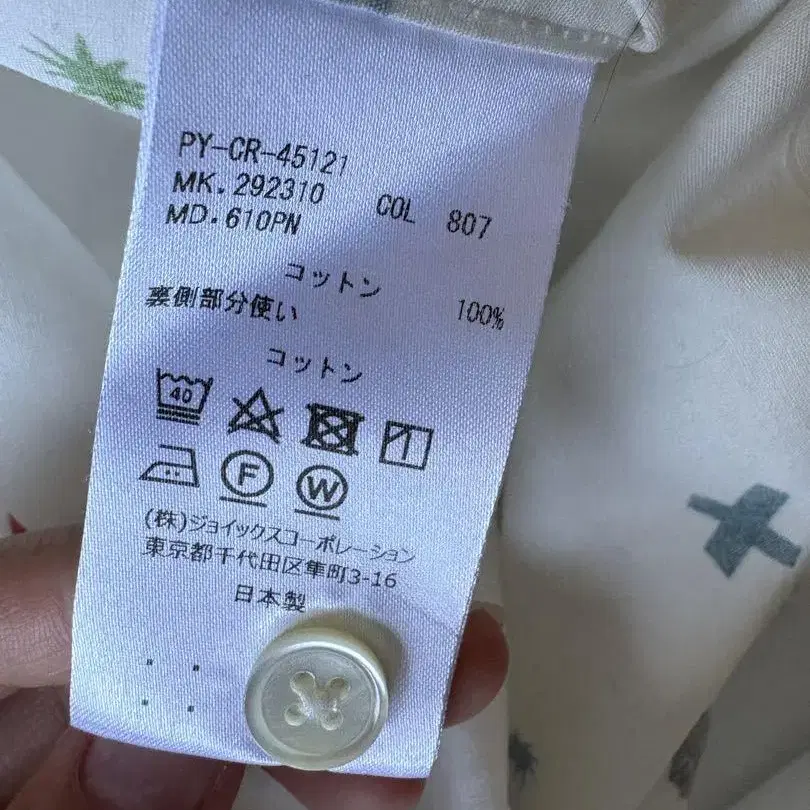 PY-CR-45121
MK.292310 COL 807
MD.610PN
コットン
裏側部分使い 100%
コットン
40
F W
(株)ジョイックスコーポレーション
東京都千代田区隼町3-16
日本製